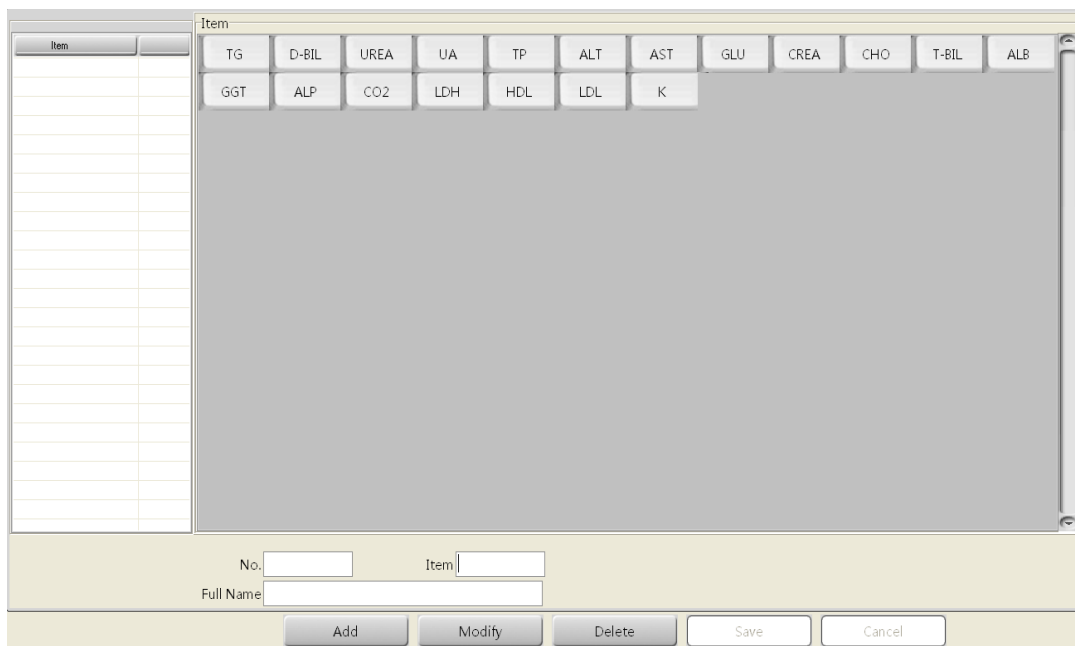 Item
Item
TG D-BIL UREA UA TP ALT AST GLU CREA CHO T-BIL ALB
GGT ALP CO2 LDH HDL LDL K
No. Item
Full Name
Add Modify Delete Save Cancel